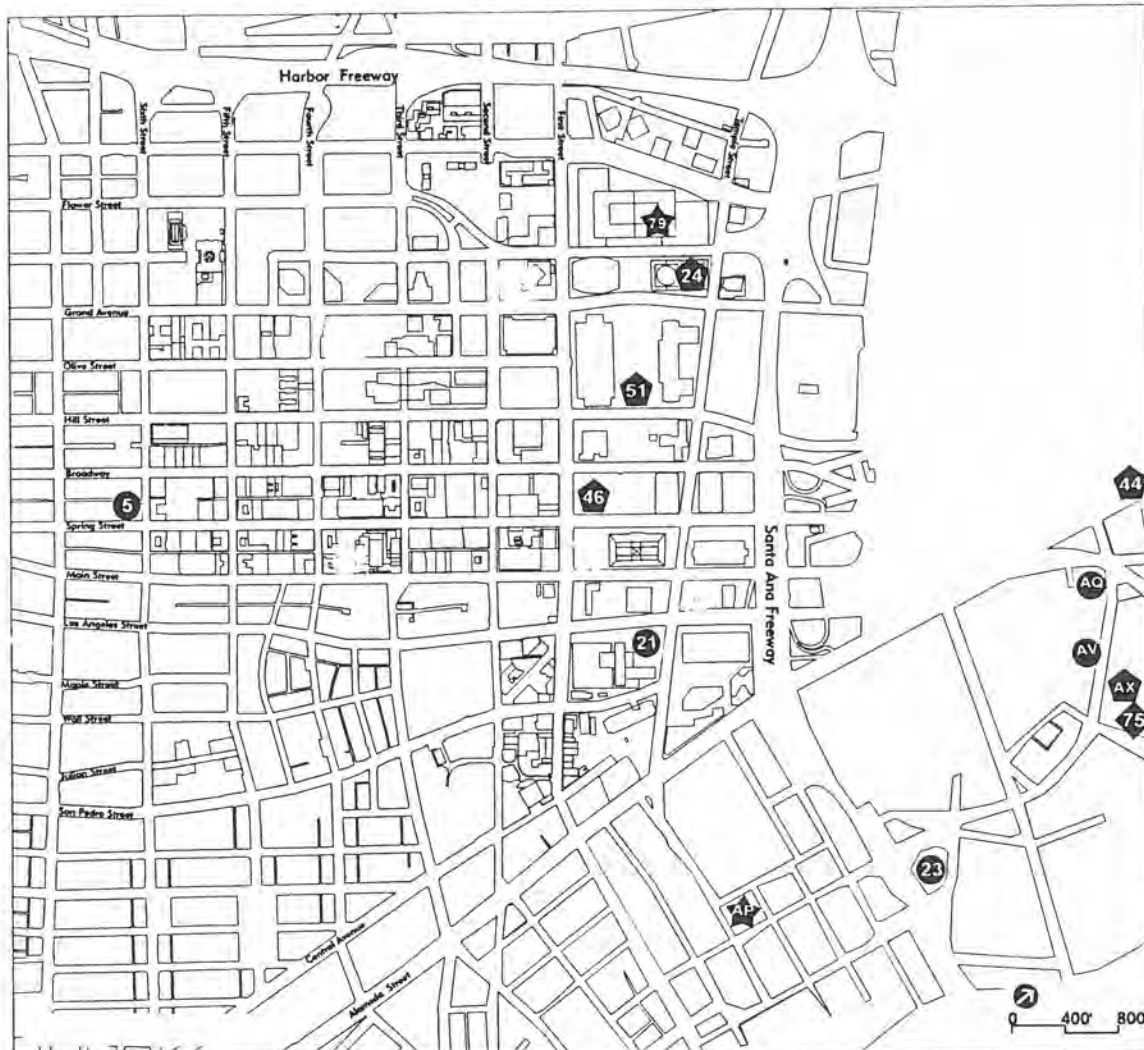 Harbor Freeway
Sixth Street
Fifth Street
Fourth Street
Third Street
Second Street
First Street
Temple Street
Flower Street
79
24
Grand Avenue
Olive Street
51
Hill Street
Broadway
5
46
44
Spring Street
Santa Ana Freeway
Main Street
AQ
Los Angeles Street
21
AV
Maple Street
AX
Wall Street
75
Julian Street
San Pedro Street
23
AP
Central Avenue
Alameda Street
0 400' 800